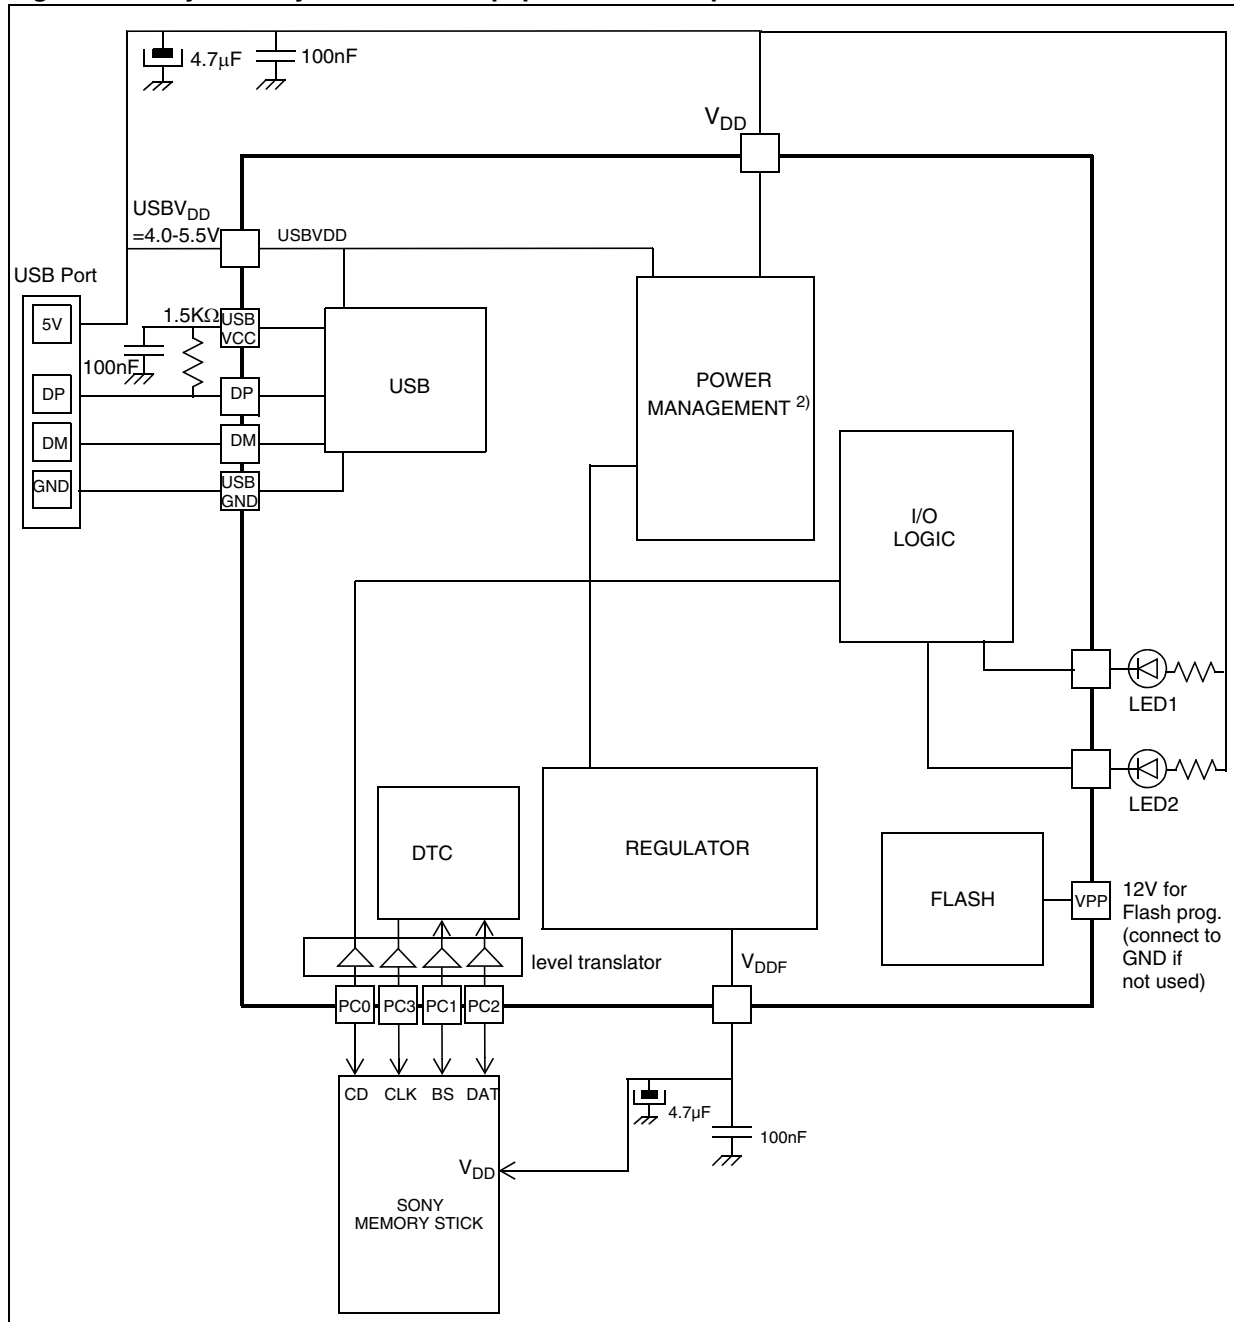 4.7μF
100nF
VDD
USBVDD
=4.0-5.5V
USBVDD
USB Port
5V
1.5KΩ
USB
VCC
100nF
DP
DP
DM
DM
GND
USB
GND
USB
POWER
MANAGEMENT 2)
I/O
LOGIC
LED1
LED2
DTC
REGULATOR
FLASH
VPP
12V for
Flash prog.
(connect to
GND if
not used)
level translator
VDDF
PC0
PC3
PC1
PC2
CD
CLK
BS
DAT
4.7μF
100nF
VDD
SONY
MEMORY STICK